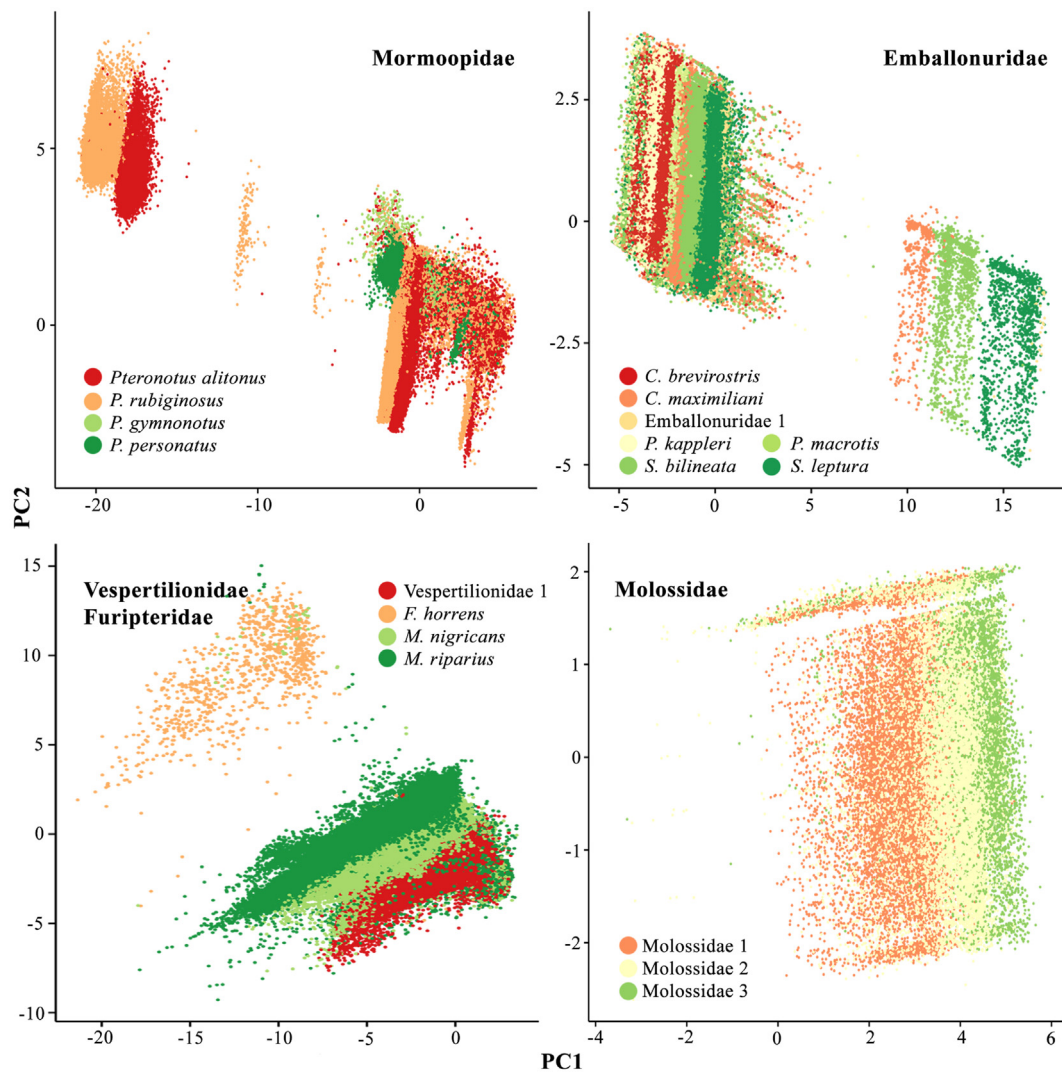 Mormoopidae
5
0
-20
-10
0
Pteronotus alitonus
P. rubiginosus
P. gymnonotus
P. personatus
Emballonuridae
2.5
0
-2.5
-5
-5
0
5
10
15
C. brevirostris
C. maximiliani
Emballonuridae 1
P. kappleri P. macrotis
S. bilineata S. leptura
PC2
Vespertilionidae
Furipteridae
15
10
5
0
-5
-10
-20
-15
-10
-5
0
Vespertilionidae 1
F. horrens
M. nigricans
M. riparius
Molossidae
2
1
0
-1
-2
-4
-2
0
2
4
6
Molossidae 1
Molossidae 2
Molossidae 3
PC1